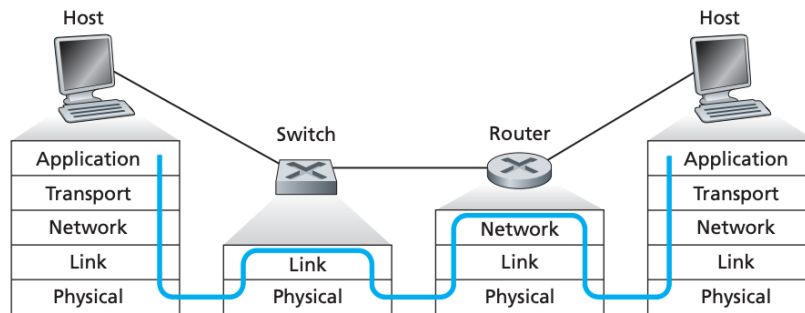 Host
Host
Switch
Router
Application
Transport
Network
Link
Physical
Link
Physical
Network
Link
Physical
Application
Transport
Network
Link
Physical